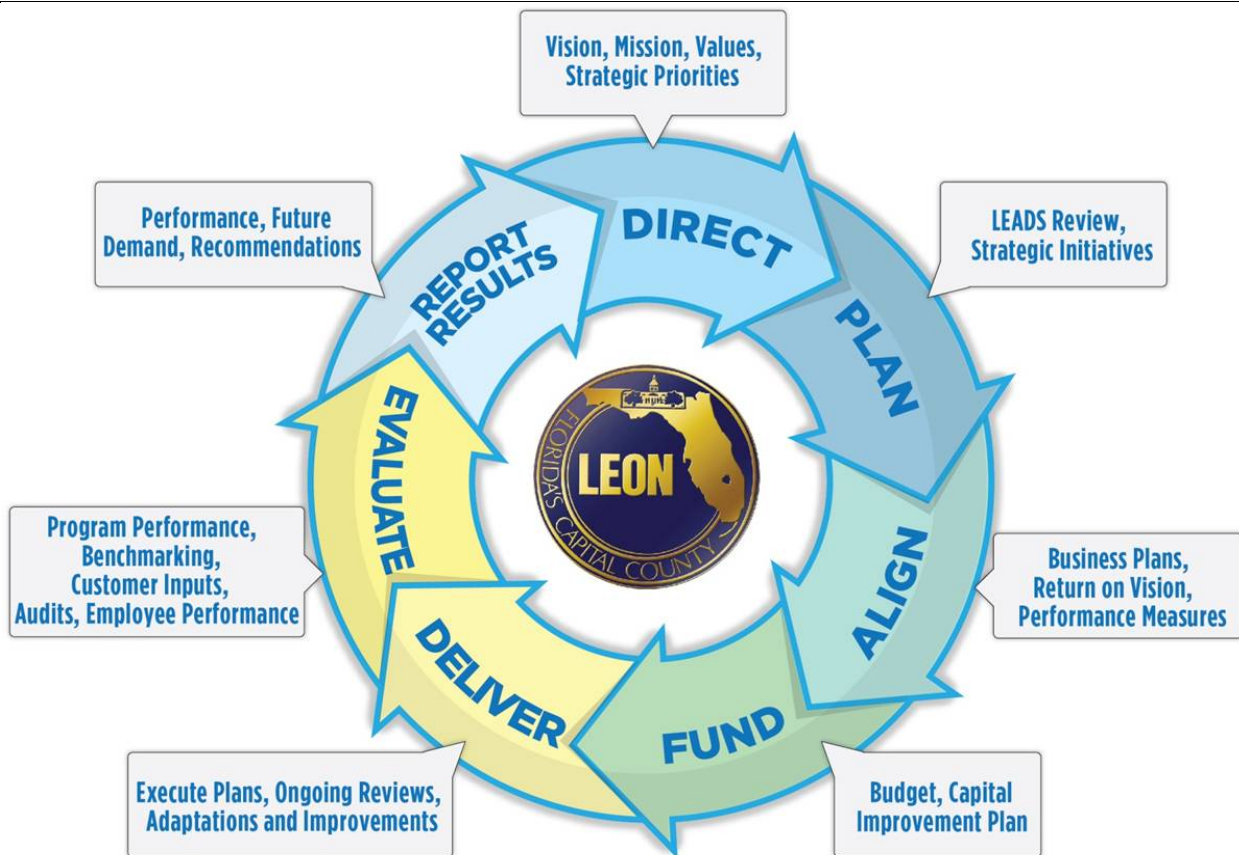 Vision, Mission, Values,
Strategic Priorities
DIRECT
LEADS Review,
Strategic Initiatives
PLAN
Business Plans,
Return on Vision,
Performance Measures
ALIGN
Budget, Capital
Improvement Plan
FUND
Execute Plans, Ongoing Reviews,
Adaptations and Improvements
DELIVER
Program Performance,
Benchmarking,
Customer Inputs,
Audits, Employee Performance
EVALUATE
Performance, Future
Demand, Recommendations
REPORT
RESULTS
LEON
FLORIDA'S CAPITAL COUNTY